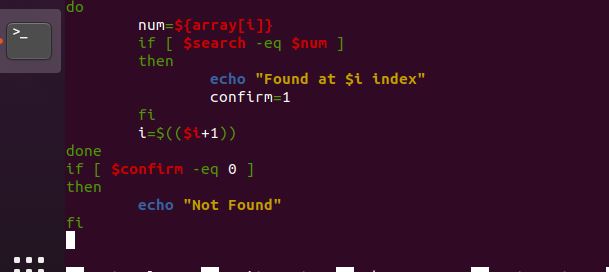 >_
do
num=${array[i]}
if [ $search -eq $num ]
then
echo "Found at $i index"
confirm=1
fi
i=$(($i+1))
done
if [ $confirm -eq 0 ]
then
echo "Not Found"
fi